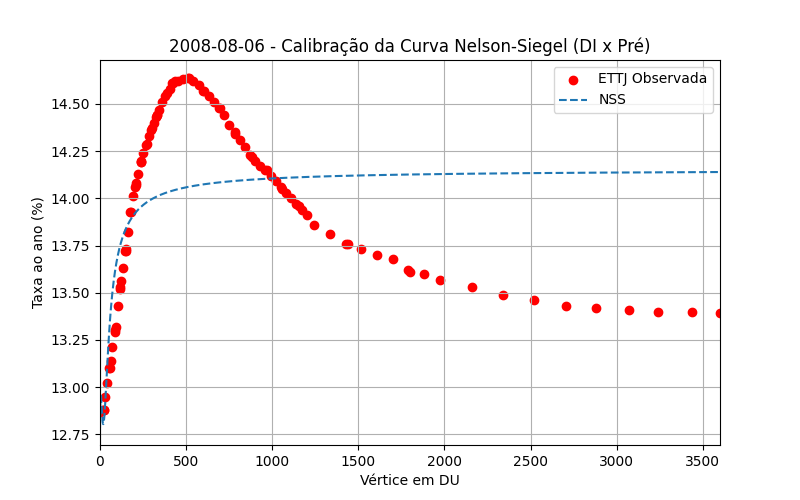 2008-08-06 - Calibração da Curva Nelson-Siegel (DI x Pré)
ETTJ Observada
NSS
Taxa ao ano (%)
14.50
14.25
14.00
13.75
13.50
13.25
13.00
12.75
0 500 1000 1500 2000 2500 3000 3500
Vértice em DU